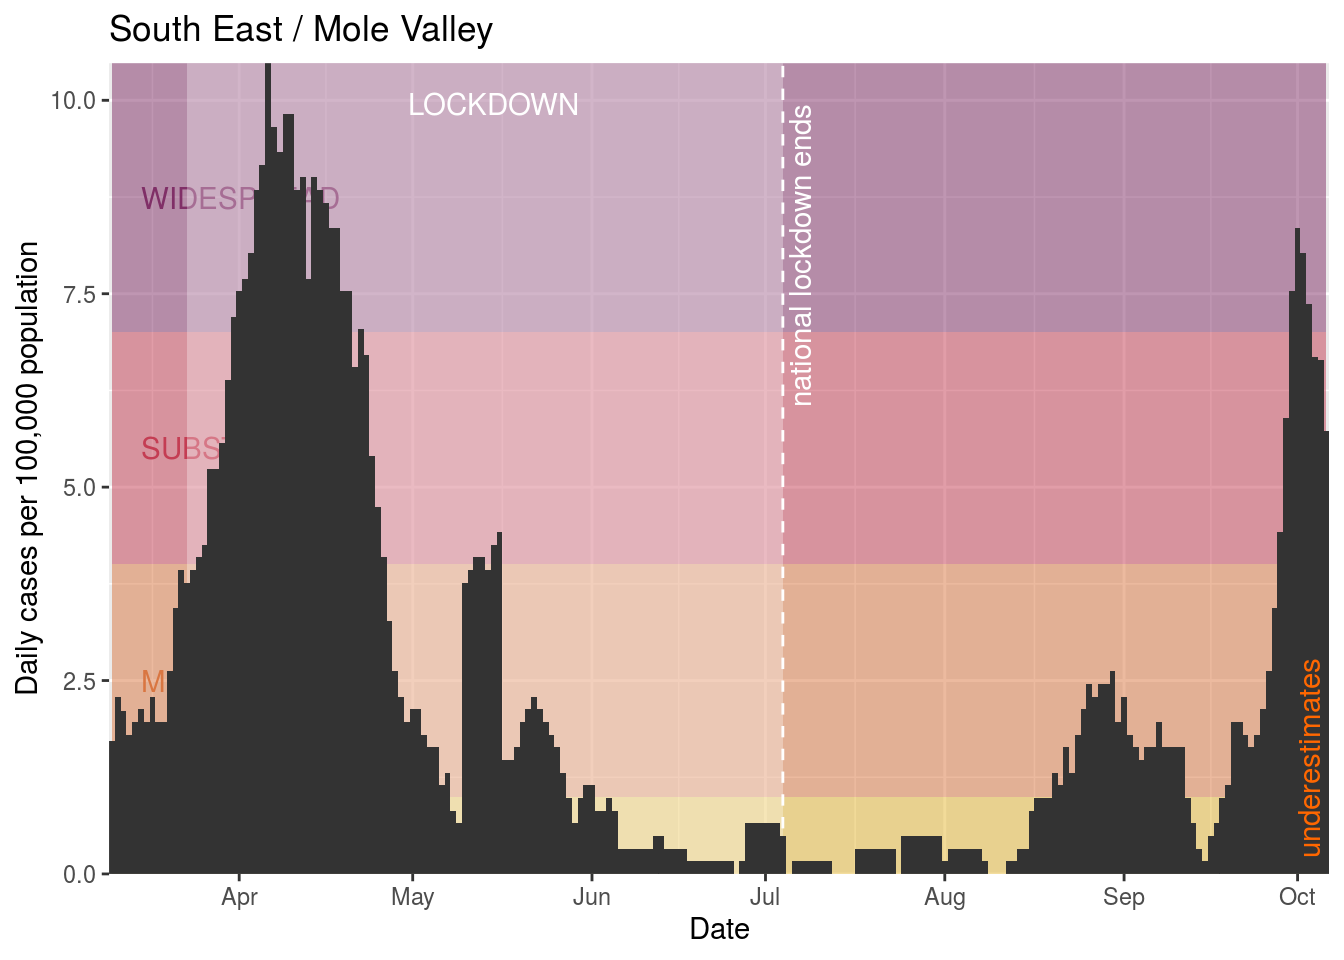 South East / Mole Valley
Daily cases per 100,000 population
10.0
7.5
5.0
2.5
0.0
LOCKDOWN
national lockdown ends
underestimates
Apr
May
Jun
Jul
Aug
Sep
Oct
Date